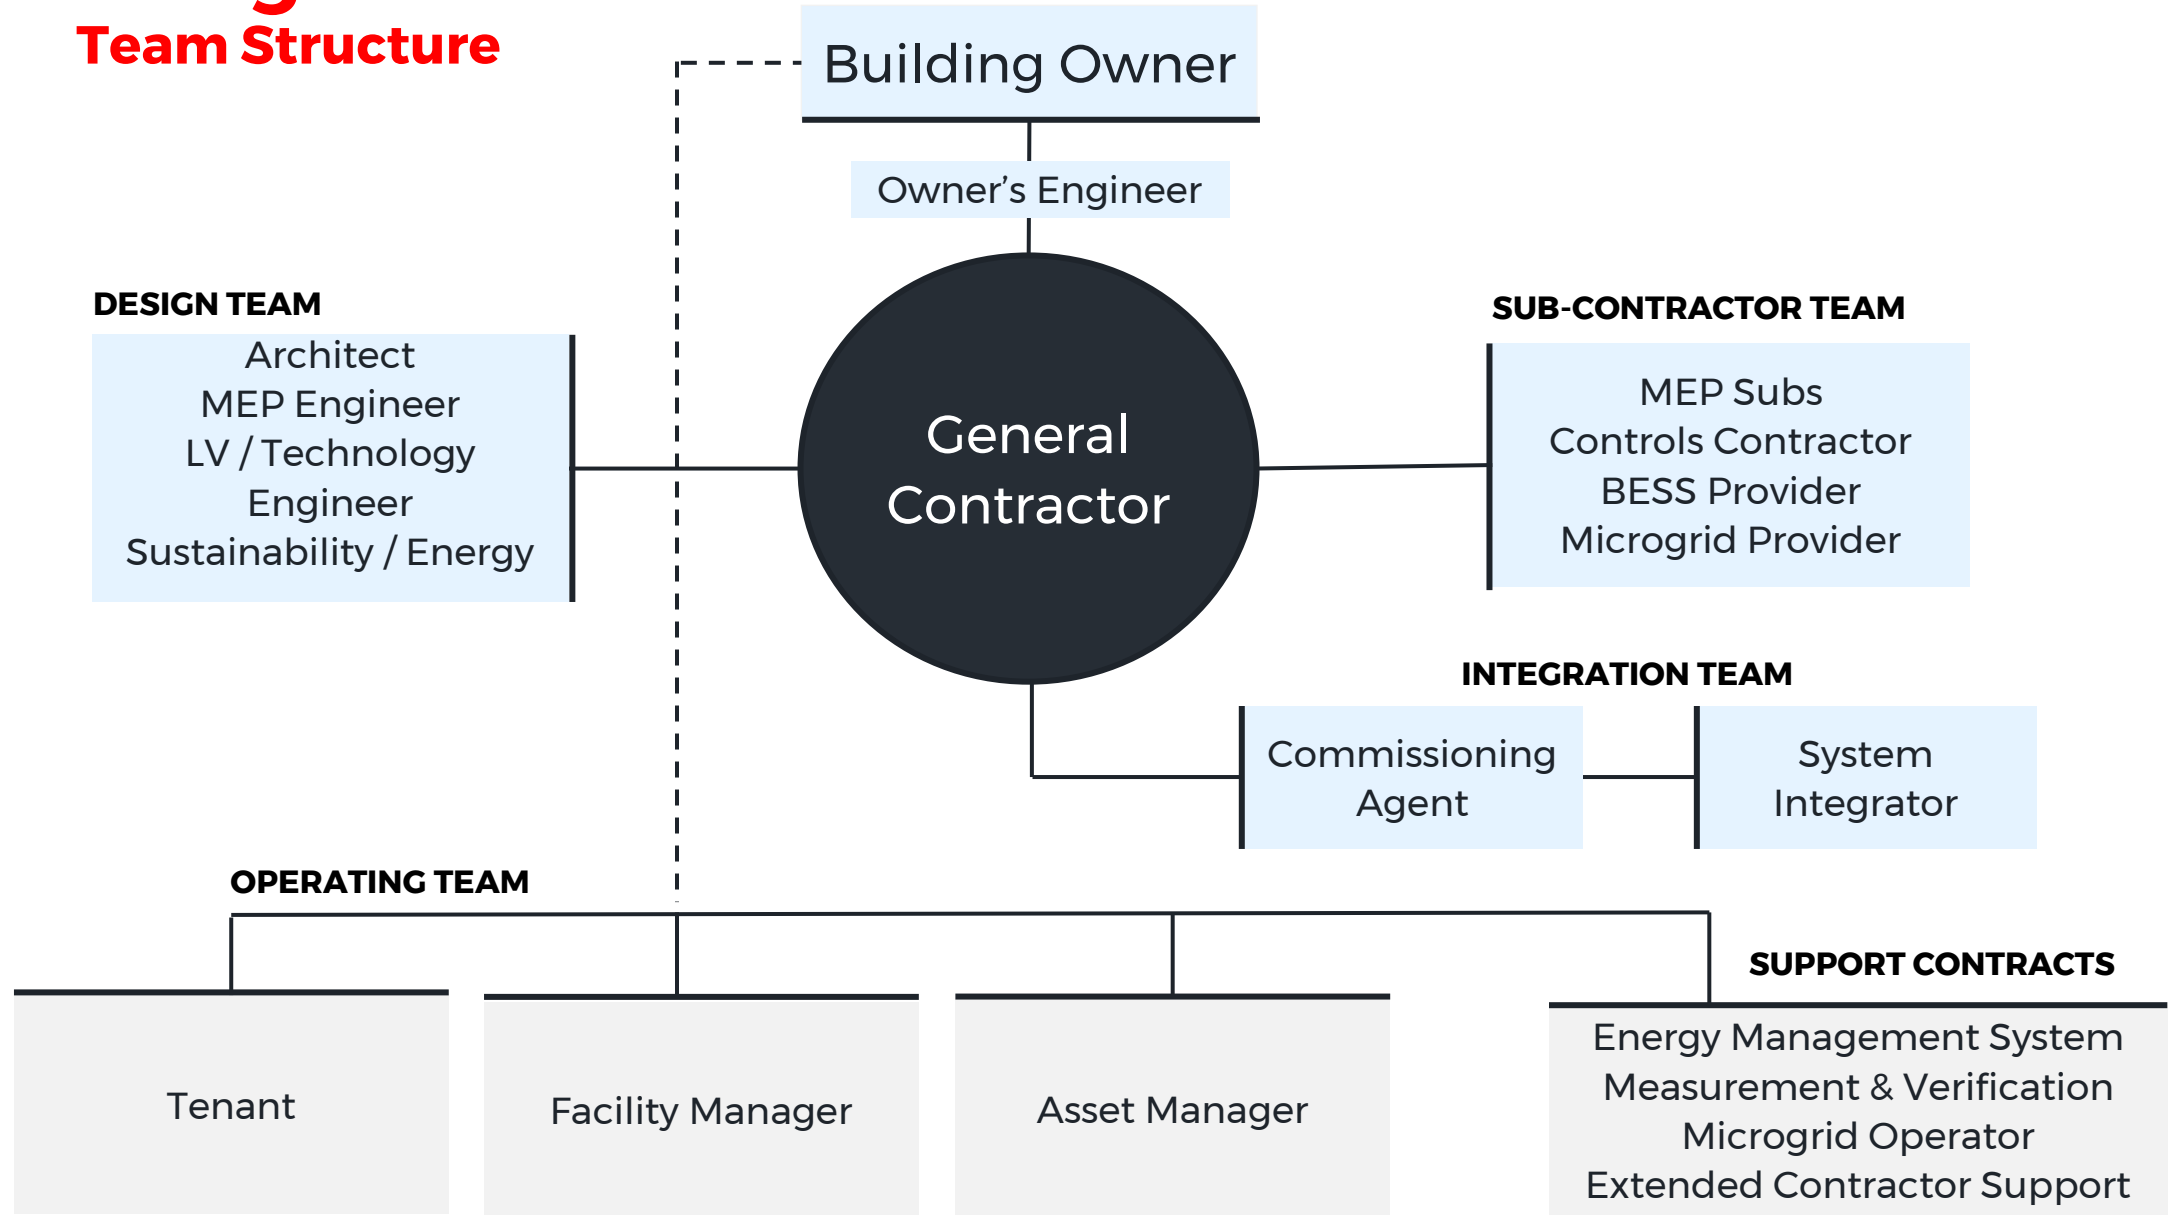 Team Structure
Building Owner
Owner’s Engineer
DESIGN TEAM
Architect
MEP Engineer
LV / Technology
Engineer
Sustainability / Energy
General
Contractor
SUB-CONTRACTOR TEAM
MEP Subs
Controls Contractor
BESS Provider
Microgrid Provider
INTEGRATION TEAM
Commissioning
Agent
System
Integrator
OPERATING TEAM
Tenant
Facility Manager
Asset Manager
SUPPORT CONTRACTS
Energy Management System
Measurement & Verification
Microgrid Operator
Extended Contractor Support